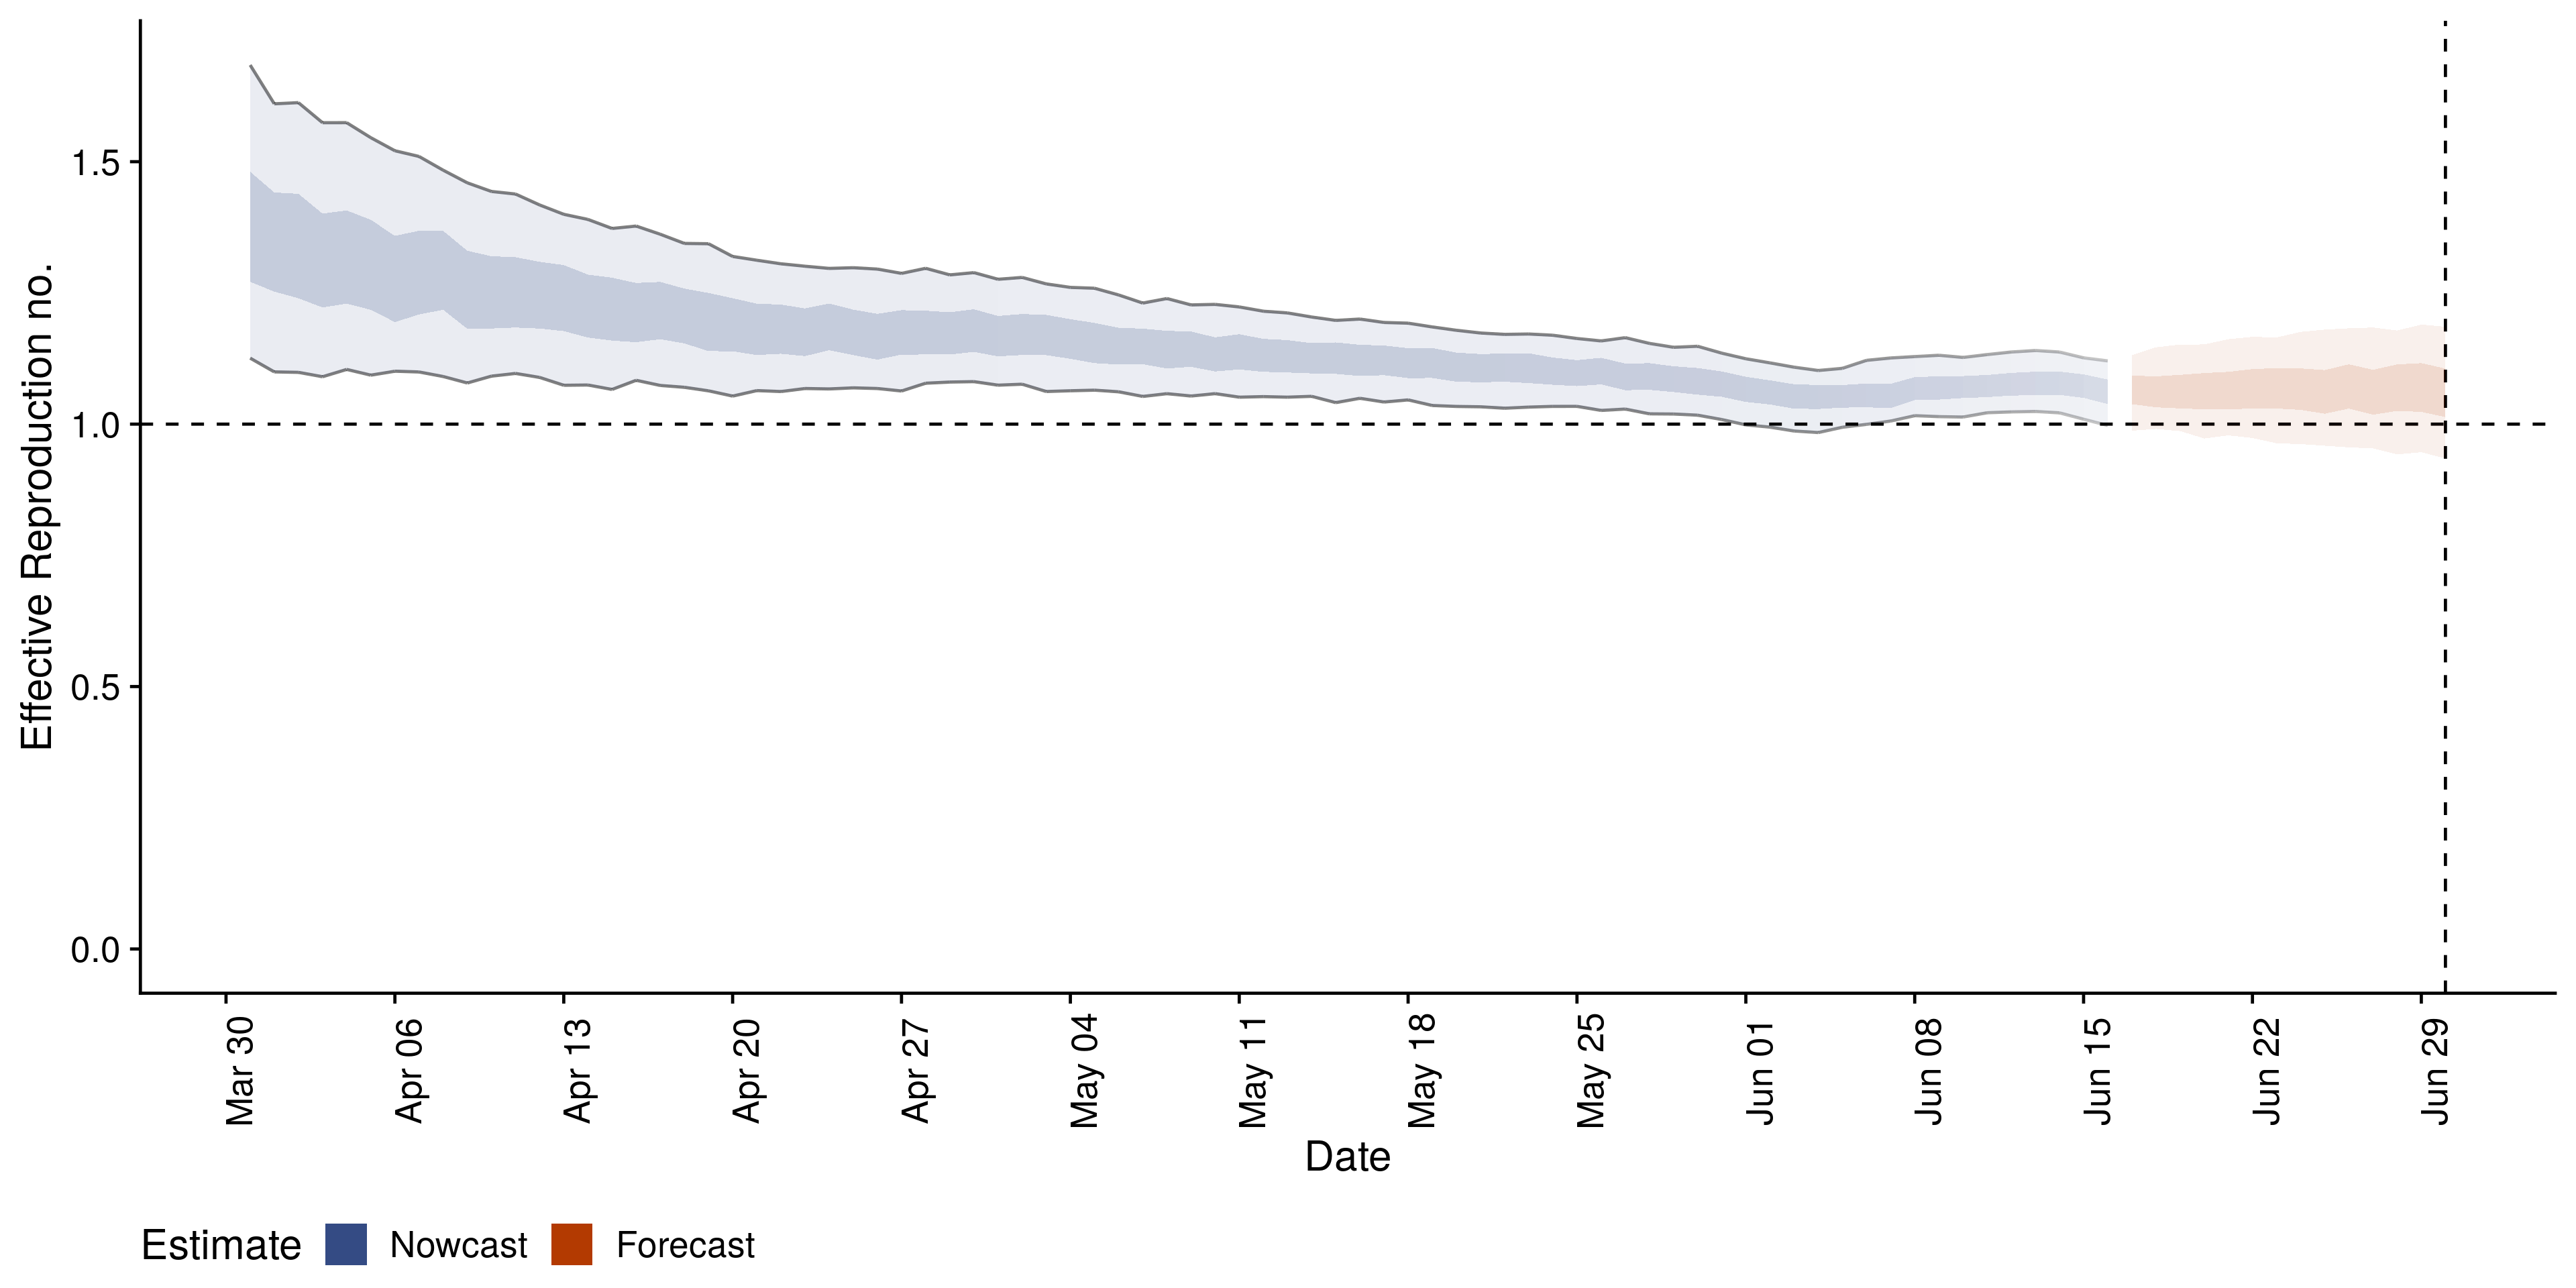 Effective Reproduction no.
1.5
1.0
0.5
0.0
Mar 30
Apr 06
Apr 13
Apr 20
Apr 27
May 04
May 11
May 18
May 25
Jun 01
Jun 08
Jun 15
Jun 22
Jun 29
Date
Estimate Nowcast Forecast